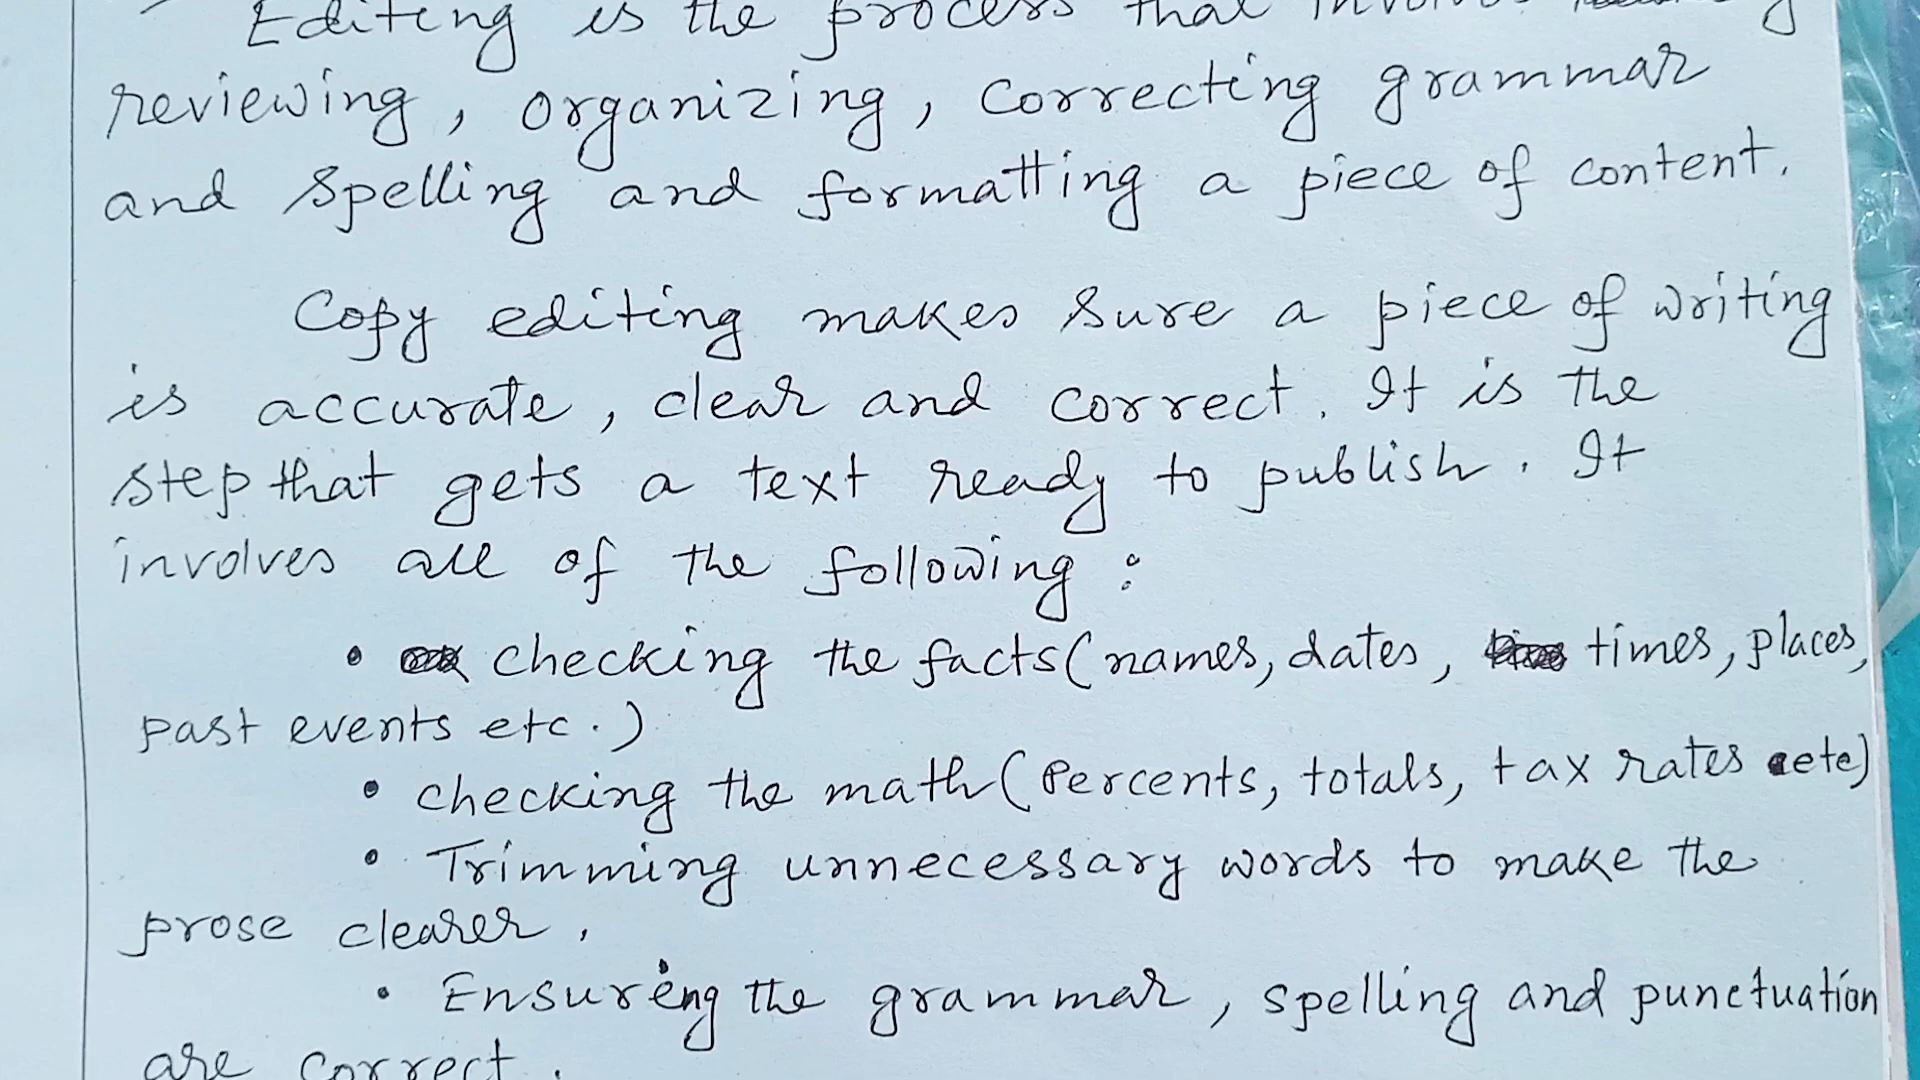 Editing is the process that involves
reviewing, organizing, correcting grammar
and spelling and formatting a piece of content.
Copy editing makes sure a piece of writing
is accurate, clear and correct. It is the
step that gets a text ready to publish. It
involves all of the following :
• checking the facts (names, dates, times, places,
past events etc.)
• checking the math (Percents, totals, tax rates etc)
• Trimming unnecessary words to make the
prose clearer.
• Ensuring the grammar, spelling and punctuation
are correct.